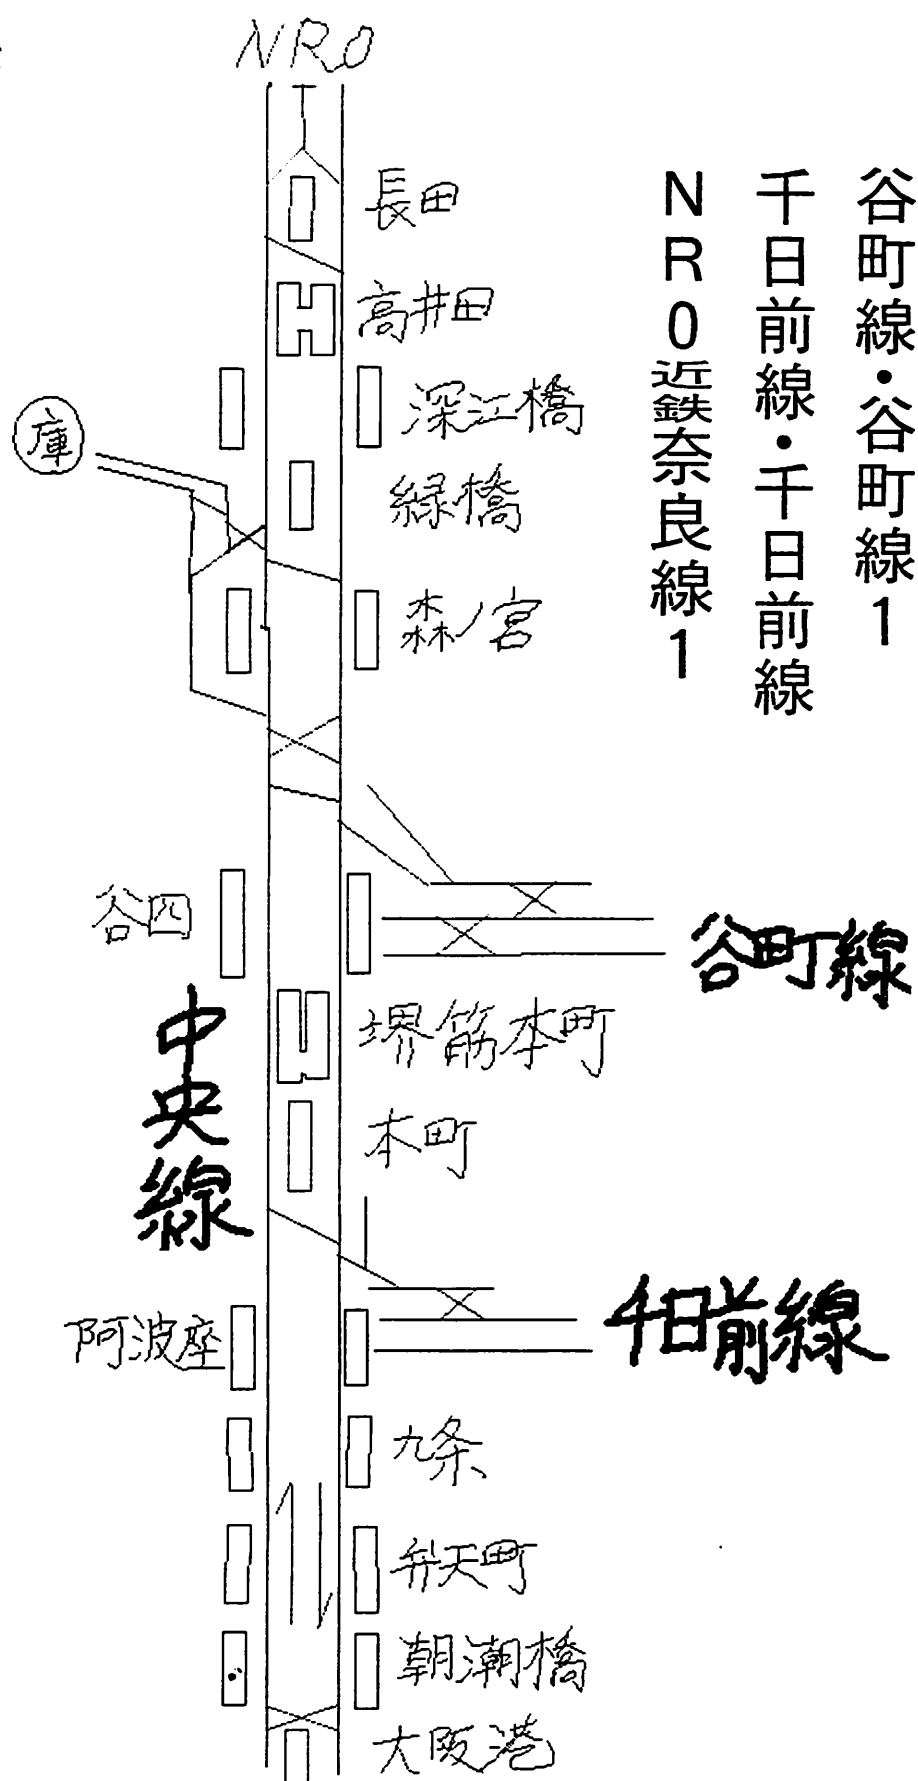 NRO
谷町線・谷町線1
千日前線・千日前線
NRO近鉄奈良線1
長田
高井田
深江橋
庫
緑橋
森ノ宮
谷四
谷町線
中央線
堺筋本町
本町
千日前線
阿波座
九条
弁天町
朝潮橋
大阪港